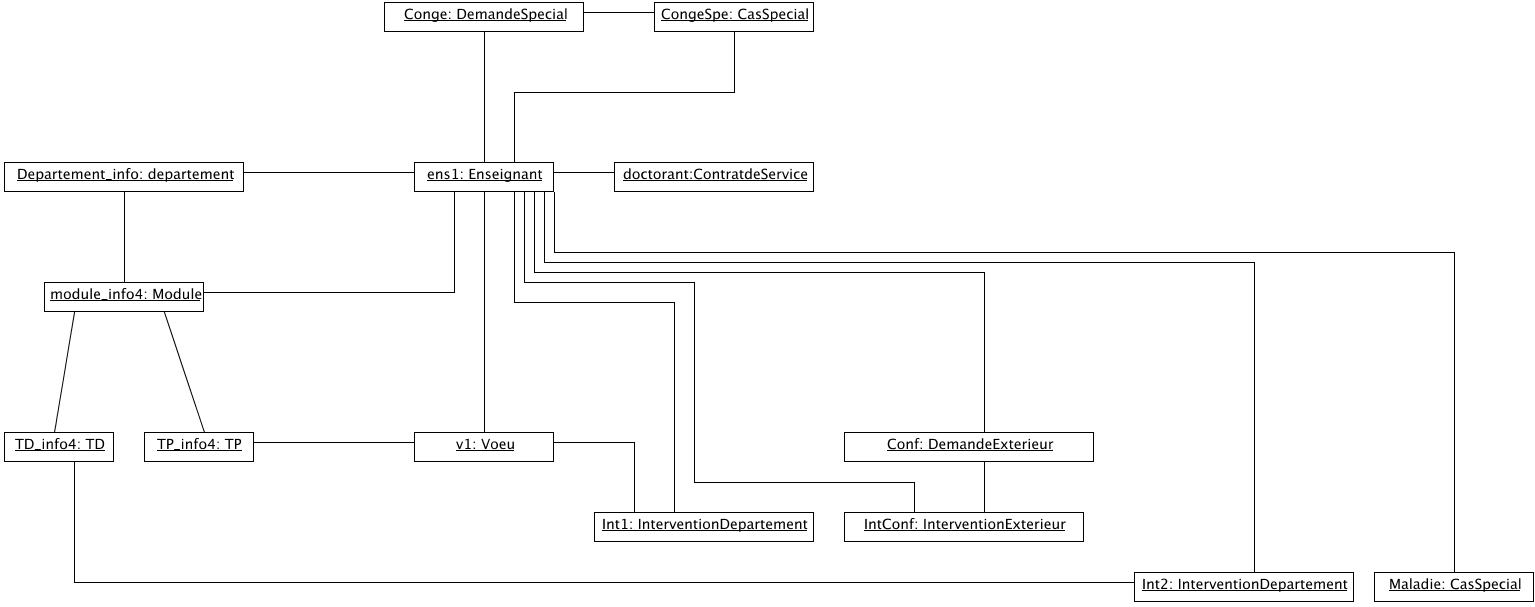 Conge: DemandeSpecial
CongeSpe: CasSpecial
Departement_info: departement
ens1: Enseignant
doctorant:ContratdeService
module_info4: Module
TD_info4: TD
TP_info4: TP
v1: Voeu
Conf: DemandeExterieur
Int1: InterventionDepartement
IntConf: InterventionExterieur
Int2: InterventionDepartement
Maladie: CasSpecial